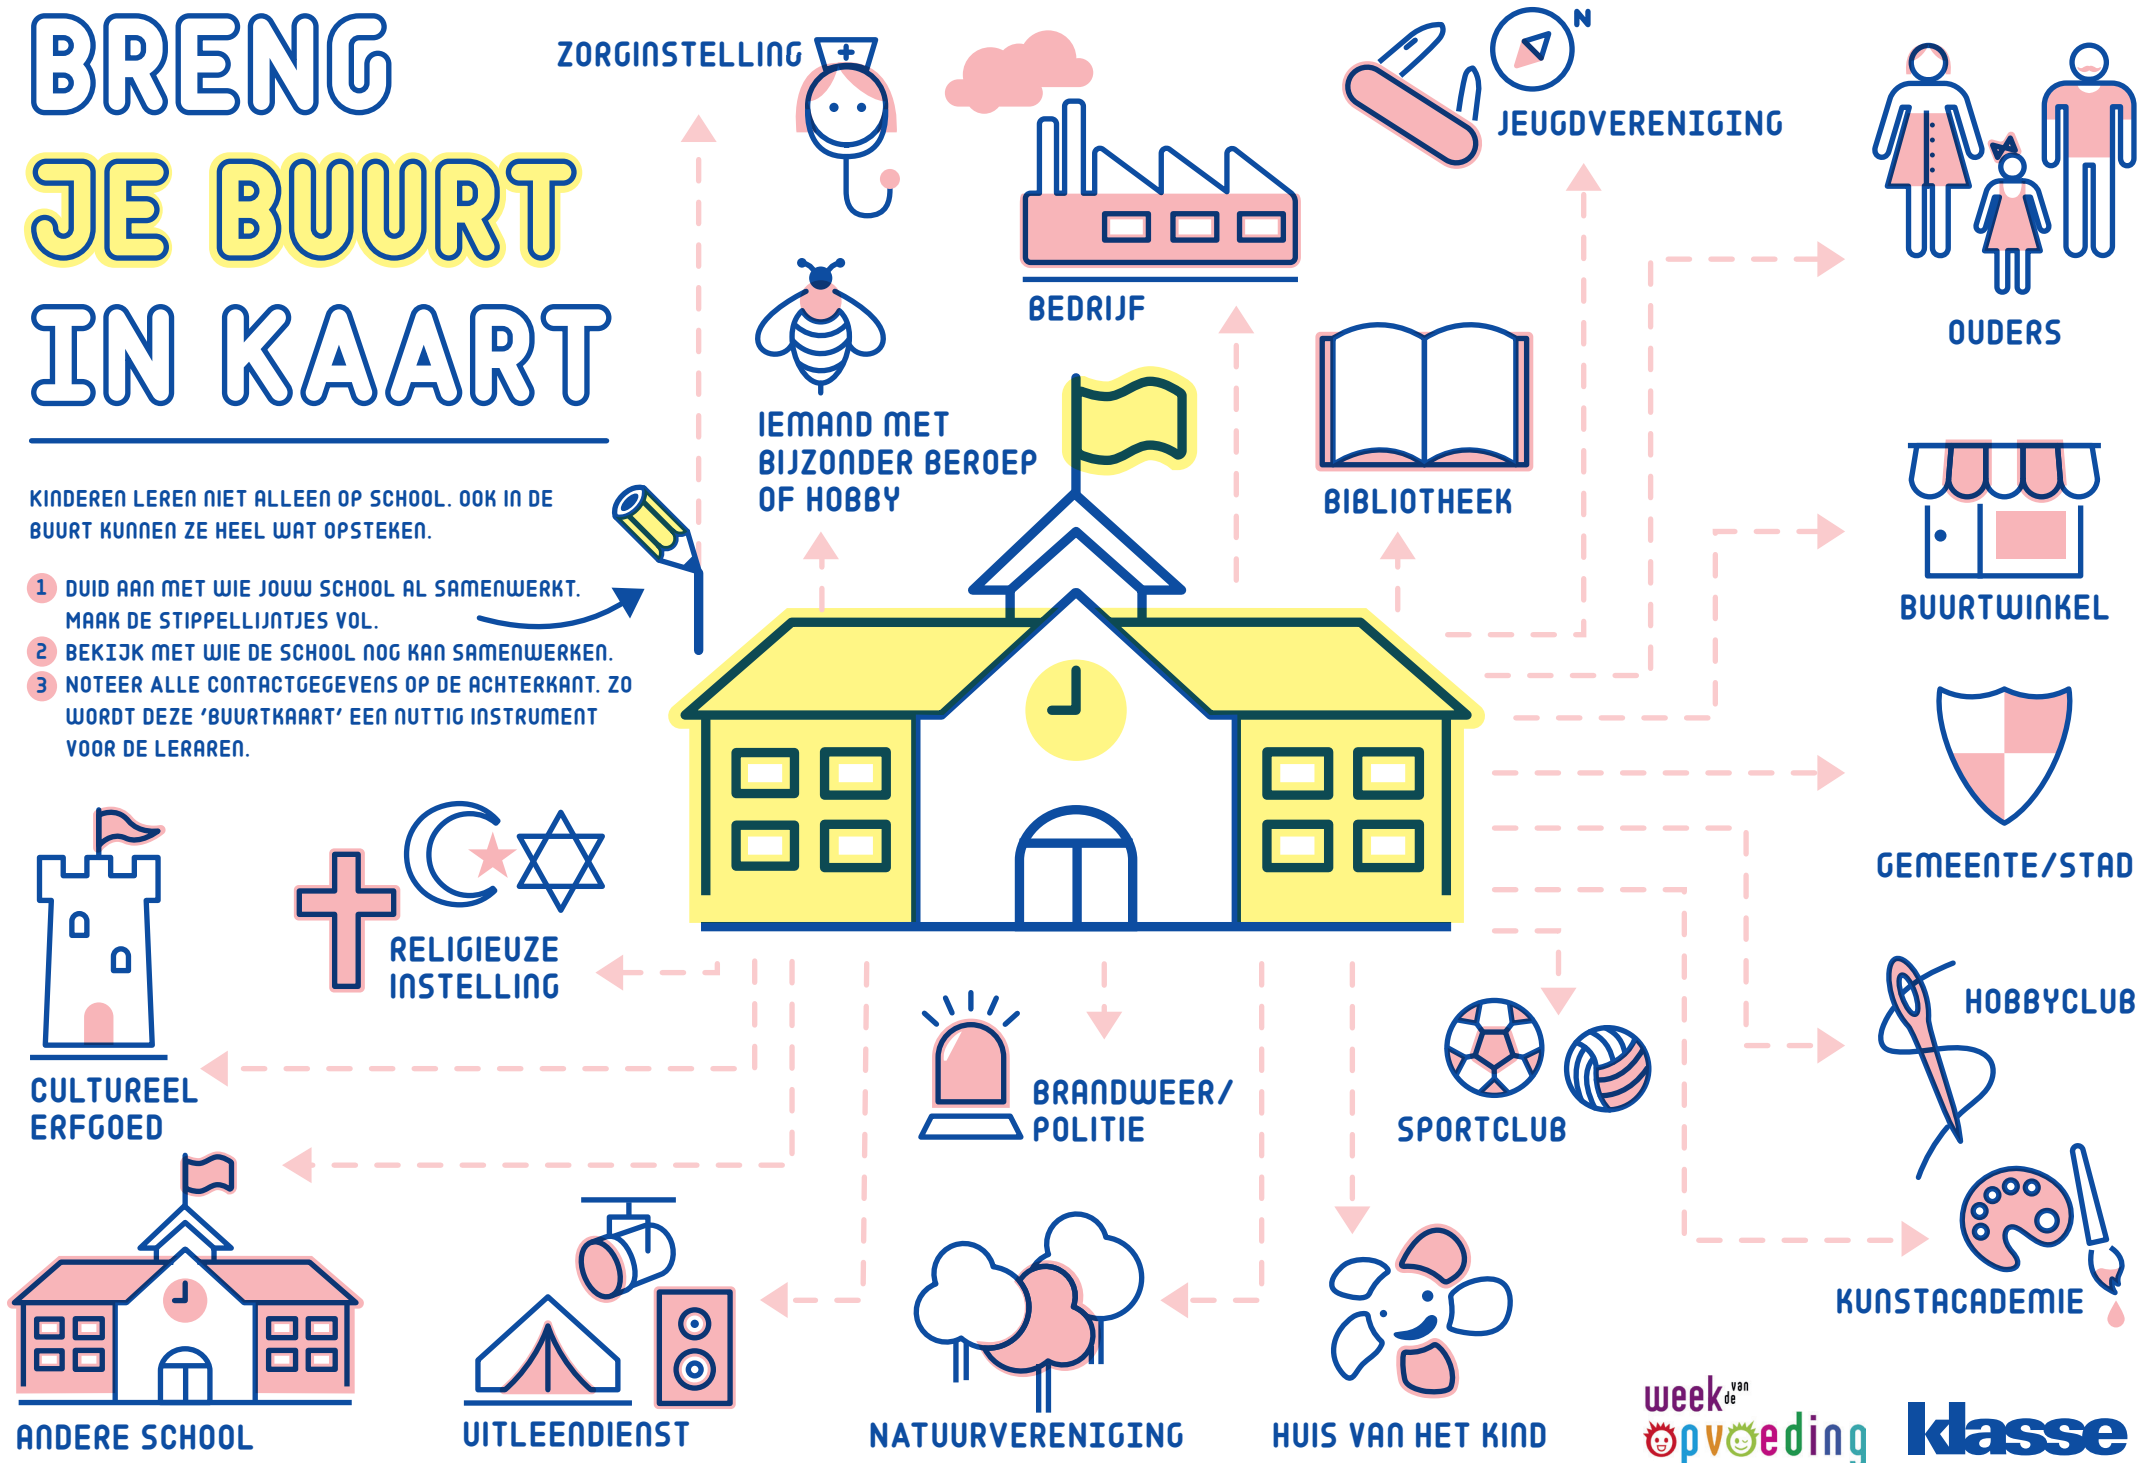 BRENG
JE BUURT
IN KAART
KINDEREN LEREN NIET ALLEEN OP SCHOOL. OOK IN DE
BUURT KUNNEN ZE HEEL WAT OPSTEKEN.
1 DUID AAN MET WIE JOUW SCHOOL AL SAMENWERKT.
MAAK DE STIPPELLIJNTJES VOL.
2 BEKIJK MET WIE DE SCHOOL NOG KAN SAMENWERKEN.
3 NOTEER ALLE CONTACTGEGEVENS OP DE ACHTERKANT. ZO
WORDT DEZE ‘BUURTKAART’ EEN NUTTIG INSTRUMENT
VOOR DE LERAREN.
ZORGINSTELLING
BEDRIJF
N
JEUGDVERENIGING
OUDERS
IEMAND MET
BIJZONDER BEROEP
OF HOBBY
BIBLIOTHEEK
BUURTWINKEL
GEMEENTE/STAD
RELIGIEUZE
INSTELLING
HOBBYCLUB
CULTUREEL
ERFGOED
BRANDWEER/
POLITIE
SPORTCLUB
KUNSTACADEMIE
ANDERE SCHOOL
UITLEENDIENST
NATUURVERENIGING
HUIS VAN HET KIND
week van de
opvoeding
klasse